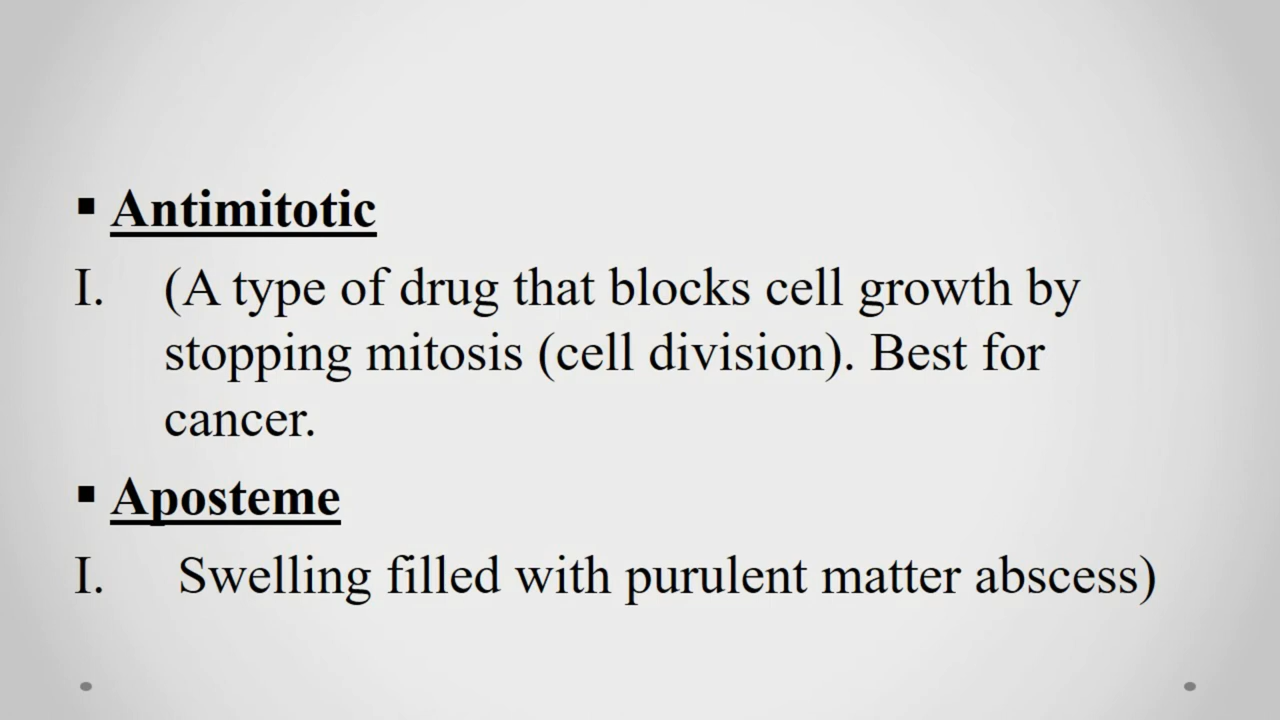 ▪ Antimitotic
I. (A type of drug that blocks cell growth by
stopping mitosis (cell division). Best for
cancer.
▪ Aposteme
I. Swelling filled with purulent matter abscess)